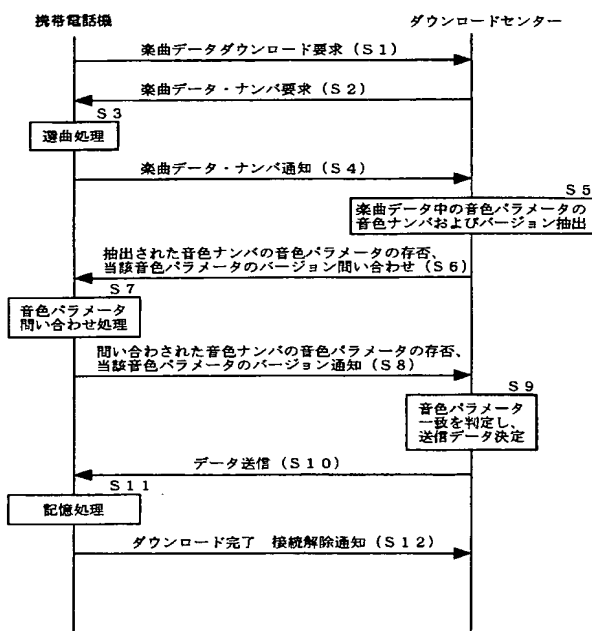 携帯電話機
ダウンロードセンター
楽曲データダウンロード要求（S1）
楽曲データ・ナンバ要求（S2）
S3
選曲処理
楽曲データ・ナンバ通知（S4）
S5
楽曲データ中の音色パラメータの
音色ナンバおよびバージョン抽出
抽出された音色ナンバの音色パラメータの存否、
当該音色パラメータのバージョン問い合わせ（S6）
S7
音色パラメータ
問い合わせ処理
問い合わされた音色ナンバの音色パラメータの存否、
当該音色パラメータのバージョン通知（S8）
S9
音色パラメータ
一致を判定し、
送信データ決定
データ送信（S10）
S11
記憶処理
ダウンロード完了　接続解除通知（S12）